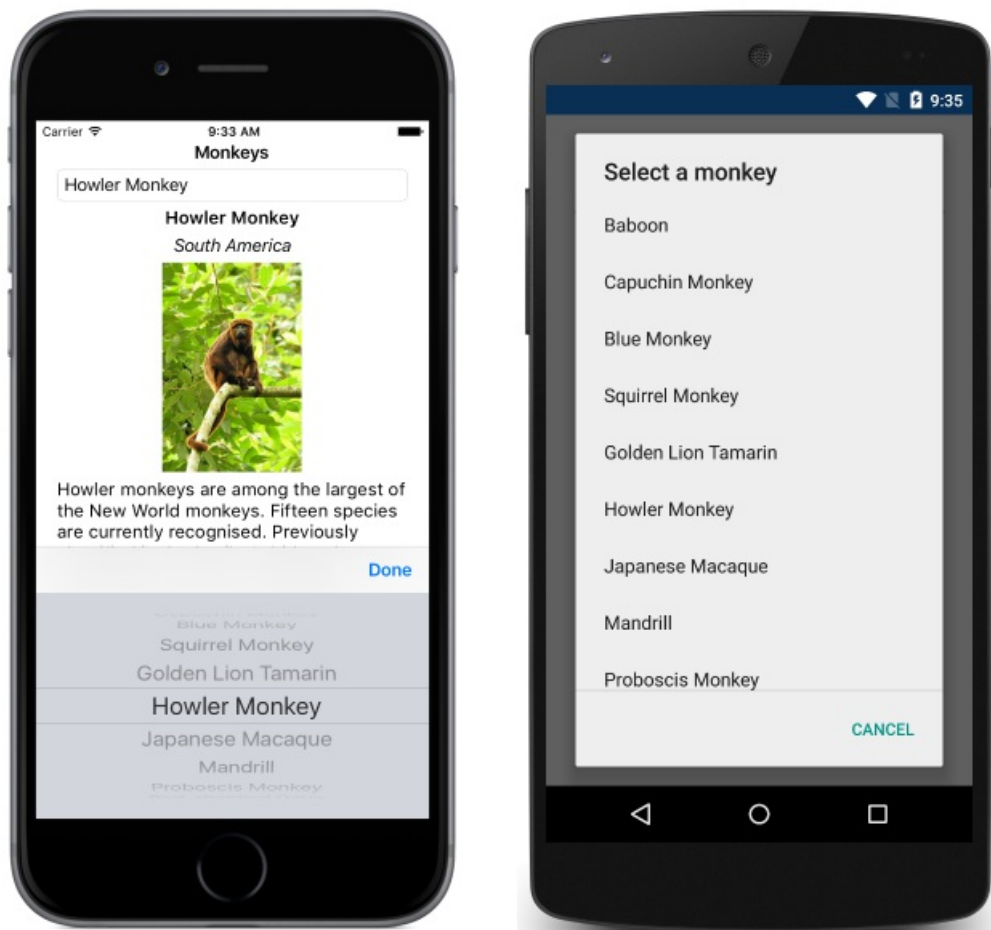 Carrier 9:33 AM
Monkeys
Howler Monkey
Howler Monkey
South America
Howler monkeys are among the largest of
the New World monkeys. Fifteen species
are currently recognised. Previously
Done
Blue Monkey
Squirrel Monkey
Golden Lion Tamarin
Howler Monkey
Japanese Macaque
Mandrill
Proboscis Monkey
9:35
Select a monkey
Baboon
Capuchin Monkey
Blue Monkey
Squirrel Monkey
Golden Lion Tamarin
Howler Monkey
Japanese Macaque
Mandrill
Proboscis Monkey
CANCEL